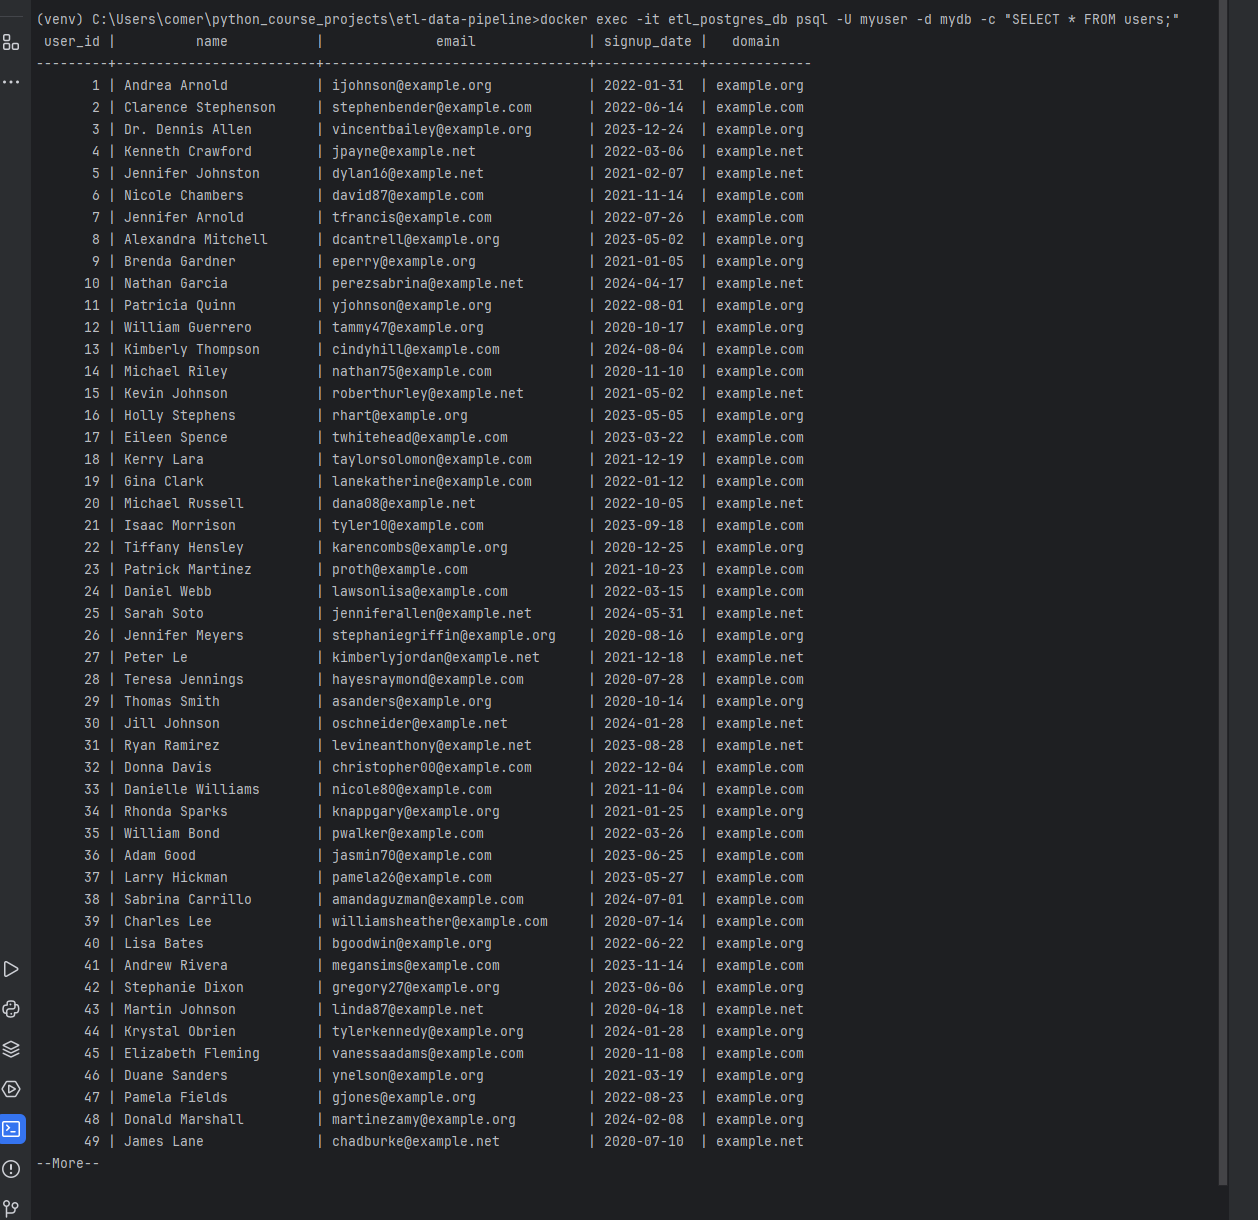 (venv) C:\Users\comer\python_course_projects\etl-data-pipeline>docker exec -it etl_postgres_db psql -U myuser -d mydb -c "SELECT * FROM users;"
 user_id |          name           |              email              | signup_date |   domain
---------+-------------------------+---------------------------------+-------------+-------------
       1 | Andrea Arnold           | ijohnson@example.org            | 2022-01-31  | example.org
       2 | Clarence Stephenson     | stephenbender@example.com       | 2022-06-14  | example.com
       3 | Dr. Dennis Allen        | vincentbailey@example.org       | 2023-12-24  | example.org
       4 | Kenneth Crawford        | jpayne@example.net              | 2022-03-06  | example.net
       5 | Jennifer Johnston       | dylan16@example.net             | 2021-02-07  | example.net
       6 | Nicole Chambers         | david87@example.com             | 2021-11-14  | example.com
       7 | Jennifer Arnold         | tfrancis@example.com            | 2022-07-26  | example.com
       8 | Alexandra Mitchell      | dcantrell@example.org           | 2023-05-02  | example.org
       9 | Brenda Gardner          | eperry@example.org              | 2021-01-05  | example.org
      10 | Nathan Garcia           | perezsabrina@example.net        | 2024-04-17  | example.net
      11 | Patricia Quinn          | yjohnson@example.org            | 2022-08-01  | example.org
      12 | William Guerrero        | tammy47@example.org             | 2020-10-17  | example.org
      13 | Kimberly Thompson       | cindyhill@example.com           | 2024-08-04  | example.com
      14 | Michael Riley           | nathan75@example.com            | 2020-11-10  | example.com
      15 | Kevin Johnson           | roberthurley@example.net        | 2021-05-02  | example.net
      16 | Holly Stephens          | rhart@example.org               | 2023-05-05  | example.org
      17 | Eileen Spence           | twhitehead@example.com          | 2023-03-22  | example.com
      18 | Kerry Lara              | taylorsolomon@example.com       | 2021-12-19  | example.com
      19 | Gina Clark              | lanekatherine@example.com       | 2022-01-12  | example.com
      20 | Michael Russell         | dana08@example.net              | 2022-10-05  | example.net
      21 | Isaac Morrison          | tyler10@example.com             | 2023-09-18  | example.com
      22 | Tiffany Hensley         | karencombs@example.org          | 2020-12-25  | example.org
      23 | Patrick Martinez        | proth@example.com               | 2021-10-23  | example.com
      24 | Daniel Webb             | lawsonlisa@example.com          | 2022-03-15  | example.com
      25 | Sarah Soto              | jenniferallen@example.net       | 2024-05-31  | example.net
      26 | Jennifer Meyers         | stephaniegriffin@example.org    | 2020-08-16  | example.org
      27 | Peter Le                | kimberlyjordan@example.net      | 2021-12-18  | example.net
      28 | Teresa Jennings         | hayesraymond@example.com        | 2020-07-28  | example.com
      29 | Thomas Smith            | asanders@example.org            | 2020-10-14  | example.org
      30 | Jill Johnson            | oschneider@example.net          | 2024-01-28  | example.net
      31 | Ryan Ramirez            | levineanthony@example.net       | 2023-08-28  | example.net
      32 | Donna Davis             | christopher00@example.com       | 2022-12-04  | example.com
      33 | Danielle Williams       | nicole80@example.com            | 2021-11-04  | example.com
      34 | Rhonda Sparks           | knappgary@example.org           | 2021-01-25  | example.org
      35 | William Bond            | pwalker@example.com             | 2022-03-26  | example.com
      36 | Adam Good               | jasmin70@example.com            | 2023-06-25  | example.com
      37 | Larry Hickman           | pamela26@example.com            | 2023-05-27  | example.com
      38 | Sabrina Carrillo        | amandaguzman@example.com        | 2024-07-01  | example.com
      39 | Charles Lee             | williamsheather@example.com     | 2020-07-14  | example.com
      40 | Lisa Bates              | bgoodwin@example.org            | 2022-06-22  | example.org
      41 | Andrew Rivera           | megansims@example.com           | 2023-11-14  | example.com
      42 | Stephanie Dixon         | gregory27@example.org           | 2023-06-06  | example.org
      43 | Martin Johnson          | linda87@example.net             | 2020-04-18  | example.net
      44 | Krystal Obrien          | tylerkennedy@example.org        | 2024-01-28  | example.org
      45 | Elizabeth Fleming       | vanessaadams@example.com        | 2020-11-08  | example.com
      46 | Duane Sanders           | ynelson@example.org             | 2021-03-19  | example.org
      47 | Pamela Fields           | gjones@example.org              | 2022-08-23  | example.org
      48 | Donald Marshall         | martinezamy@example.org         | 2024-02-08  | example.org
      49 | James Lane              | chadburke@example.net           | 2020-07-10  | example.net
--More--